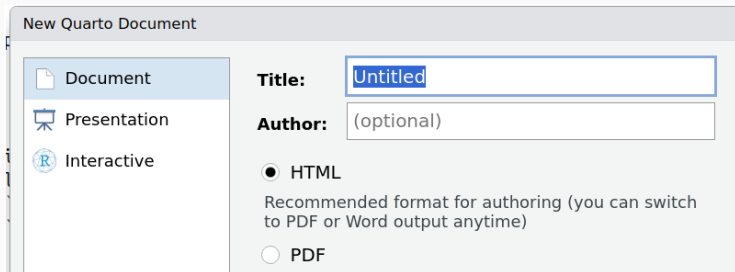 New Quarto Document
Document
Presentation
Interactive
Title:
Untitled
Author:
(optional)
HTML
Recommended format for authoring (you can switch
to PDF or Word output anytime)
PDF